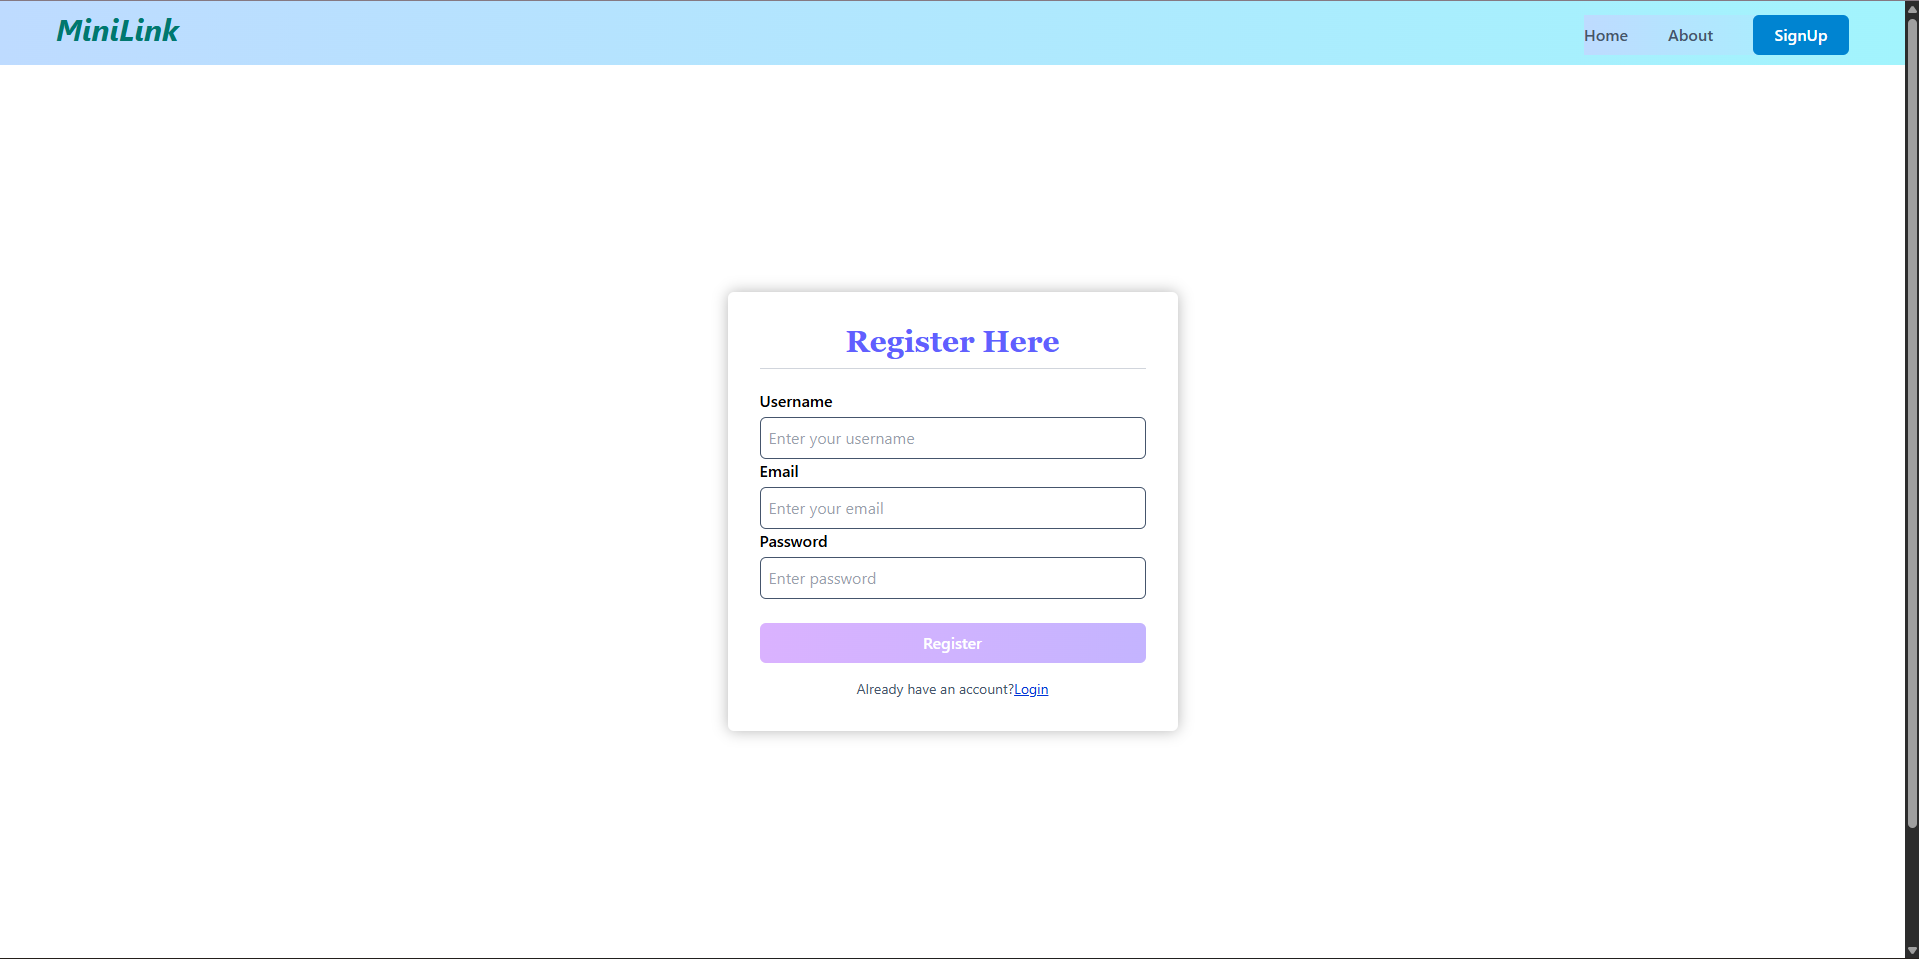 MiniLink
Home About SignUp
Register Here
Username
Enter your username
Email
Enter your email
Password
Enter password
Register
Already have an account?Login